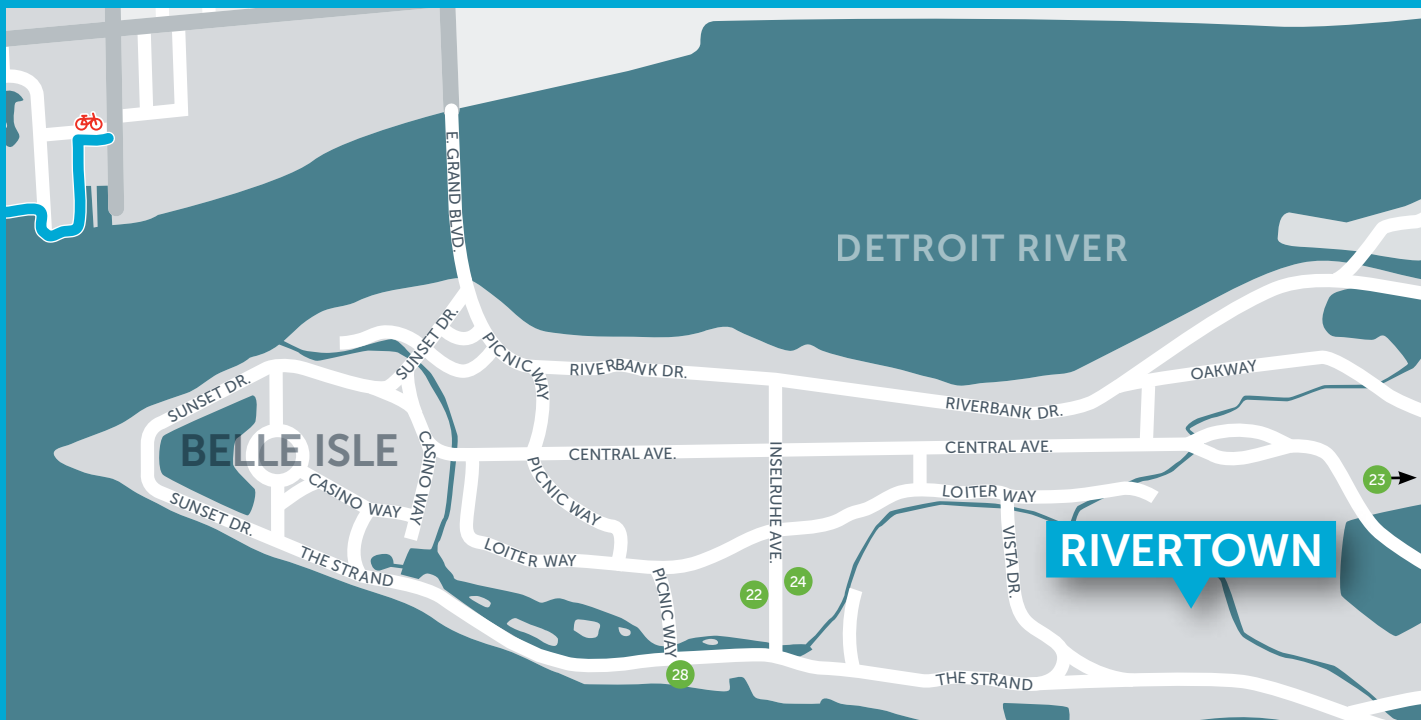 E. GRAND BLVD.
DETROIT RIVER
SUNSET DR.
PICNIC WAY
RIVERBANK DR.
OAKWAY
SUNSET DR.
RIVERBANK DR.
BELLE ISLE
CASINO WAY
CENTRAL AVE.
INSELRUHE AVE.
CENTRAL AVE.
PICNIC WAY
CASINO WAY
23
LOITER WAY
SUNSET DR.
THE STRAND
LOITER WAY
VISTA DR.
RIVERTOWN
PICNIC WAY
22
24
28
THE STRAND